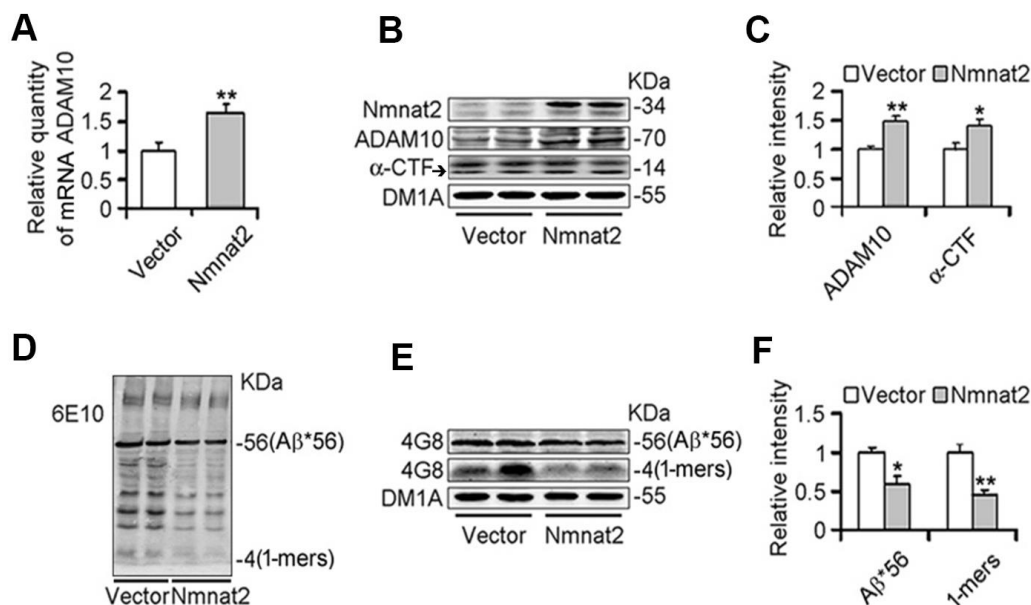 A
Relative quantity
of mRNA ADAM10
2
1.5
1
0.5
0
**
Vector
Nmnat2
B
KDa
Nmnat2
-34
ADAM10
-70
α-CTF➔
-14
DM1A
-55
Vector Nmnat2
C
Vector Nmnat2
Relative intensity
2
1.5
1
0.5
0
**
*
ADAM10
α-CTF
D
KDa
6E10
-56(Aβ*56)
-4(1-mers)
Vector Nmnat2
E
KDa
4G8
-56(Aβ*56)
4G8
-4(1-mers)
DM1A
-55
Vector Nmnat2
F
Vector Nmnat2
Relative intensity
1.5
1
0.5
0
*
**
Aβ*56
1-mers